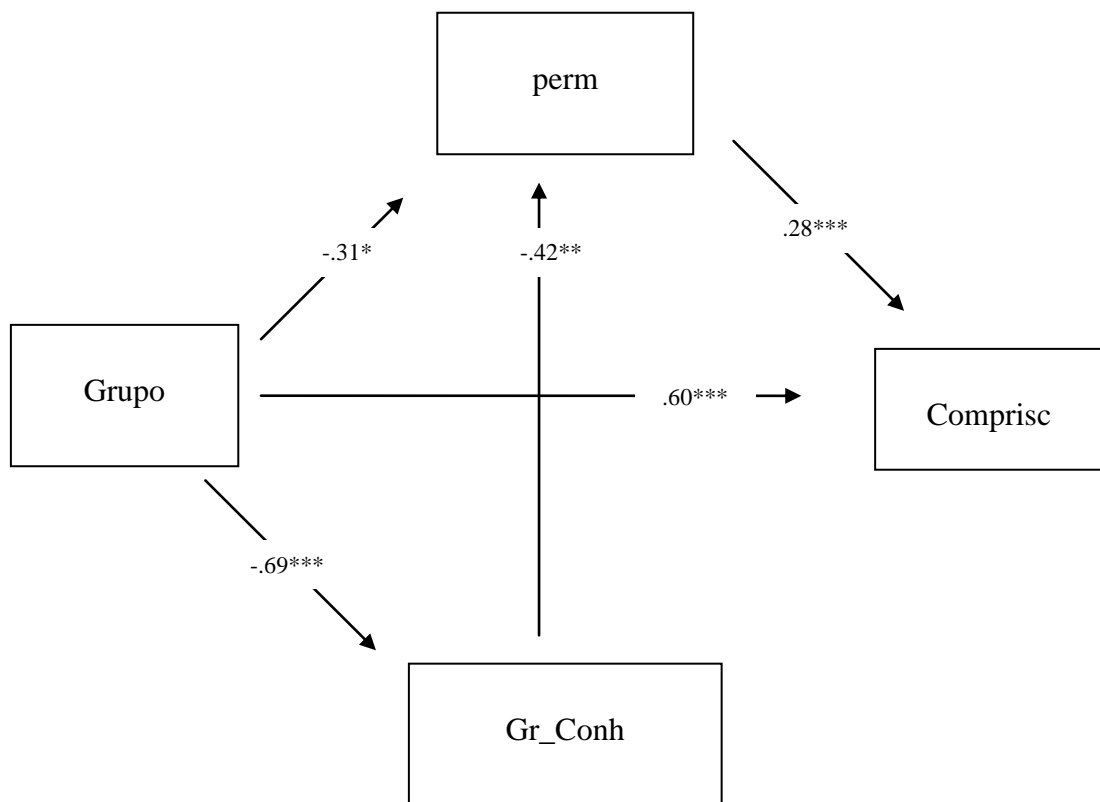 perm
.28***
-.31*
-.42**
Grupo
.60***
Comprisc
-.69***
Gr_Conh